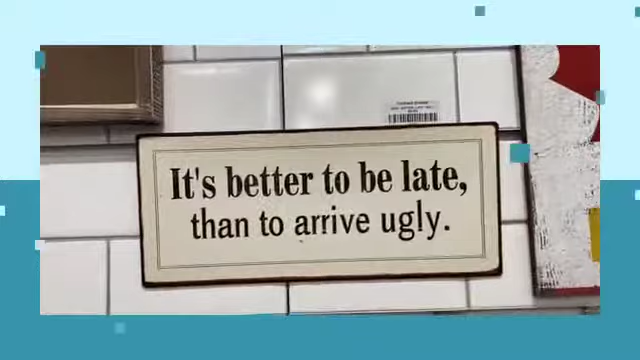 It's better to be late,
than to arrive ugly.